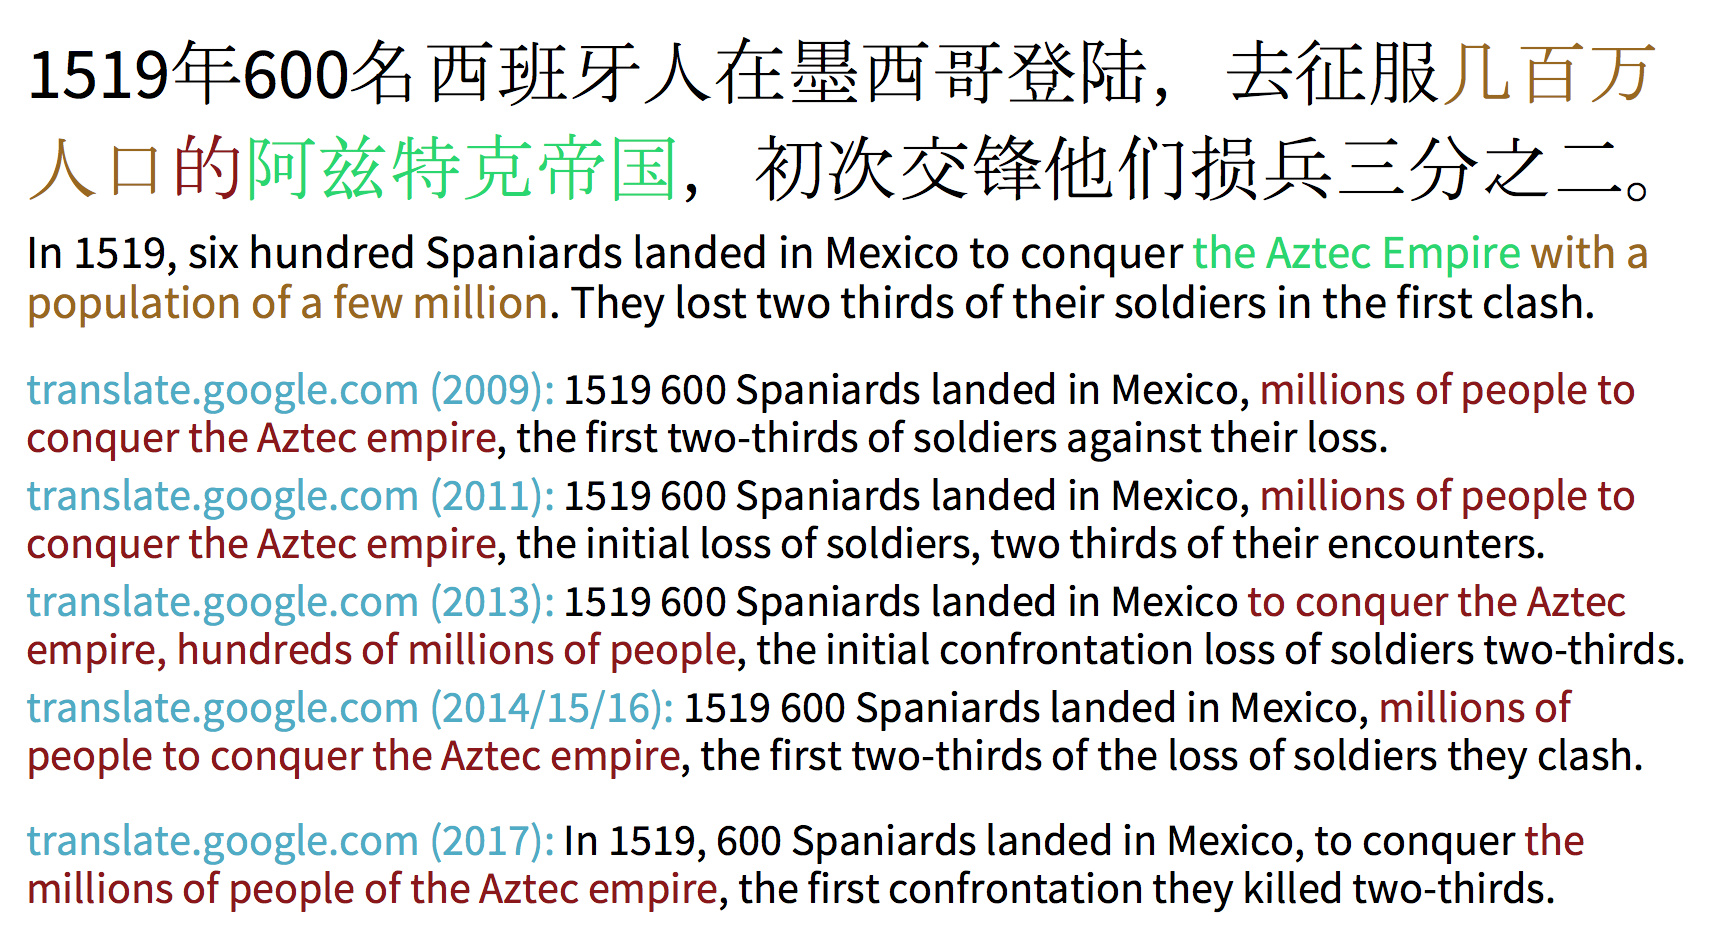 1519年600名西班牙人在墨西哥登陆，去征服几百万
人口的阿兹特克帝国，初次交锋他们损兵三分之二。
In 1519, six hundred Spaniards landed in Mexico to conquer the Aztec Empire with a
population of a few million. They lost two thirds of their soldiers in the first clash.
translate.google.com (2009): 1519 600 Spaniards landed in Mexico, millions of people to
conquer the Aztec empire, the first two-thirds of soldiers against their loss.
translate.google.com (2011): 1519 600 Spaniards landed in Mexico, millions of people to
conquer the Aztec empire, the initial loss of soldiers, two thirds of their encounters.
translate.google.com (2013): 1519 600 Spaniards landed in Mexico to conquer the Aztec
empire, hundreds of millions of people, the initial confrontation loss of soldiers two-thirds.
translate.google.com (2014/15/16): 1519 600 Spaniards landed in Mexico, millions of
people to conquer the Aztec empire, the first two-thirds of the loss of soldiers they clash.
translate.google.com (2017): In 1519, 600 Spaniards landed in Mexico, to conquer the
millions of people of the Aztec empire, the first confrontation they killed two-thirds.